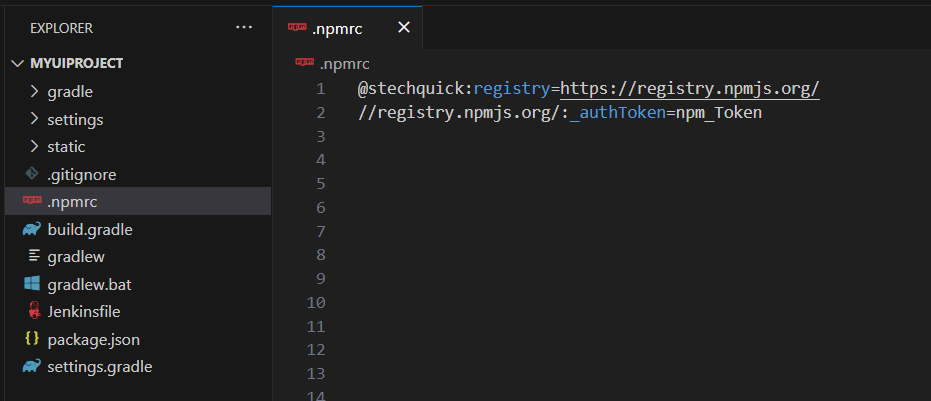 EXPLORER
MYUIPROJECT
gradle
settings
static
.gitignore
.npmrc
build.gradle
gradlew
gradlew.bat
Jenkinsfile
package.json
settings.gradle
.npmrc
.npmrc
1 @stechquick:registry=https://registry.npmjs.org/
2 //registry.npmjs.org/:_authToken=npm_Token
3
4
5
6
7
8
9
10
11
12
13
14